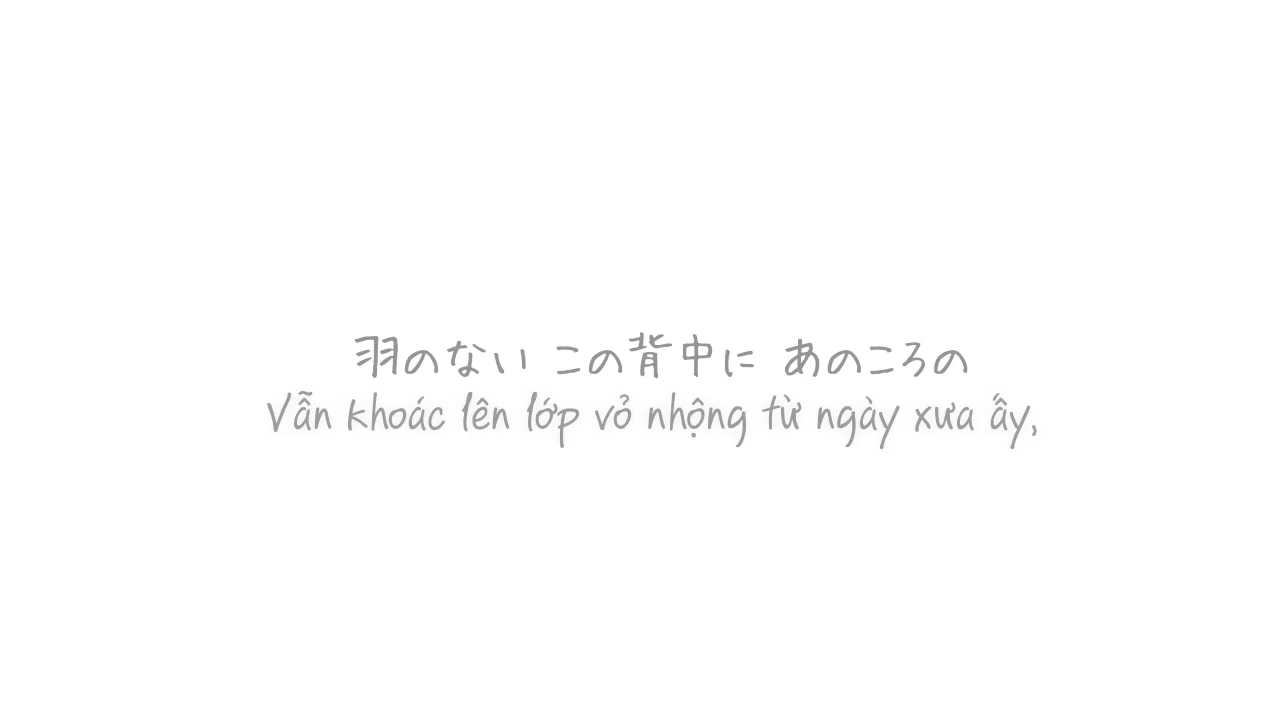 羽のない この背中に あのころの
Vẫn khoác lên lớp vỏ nhộng từ ngày xưa ấy,